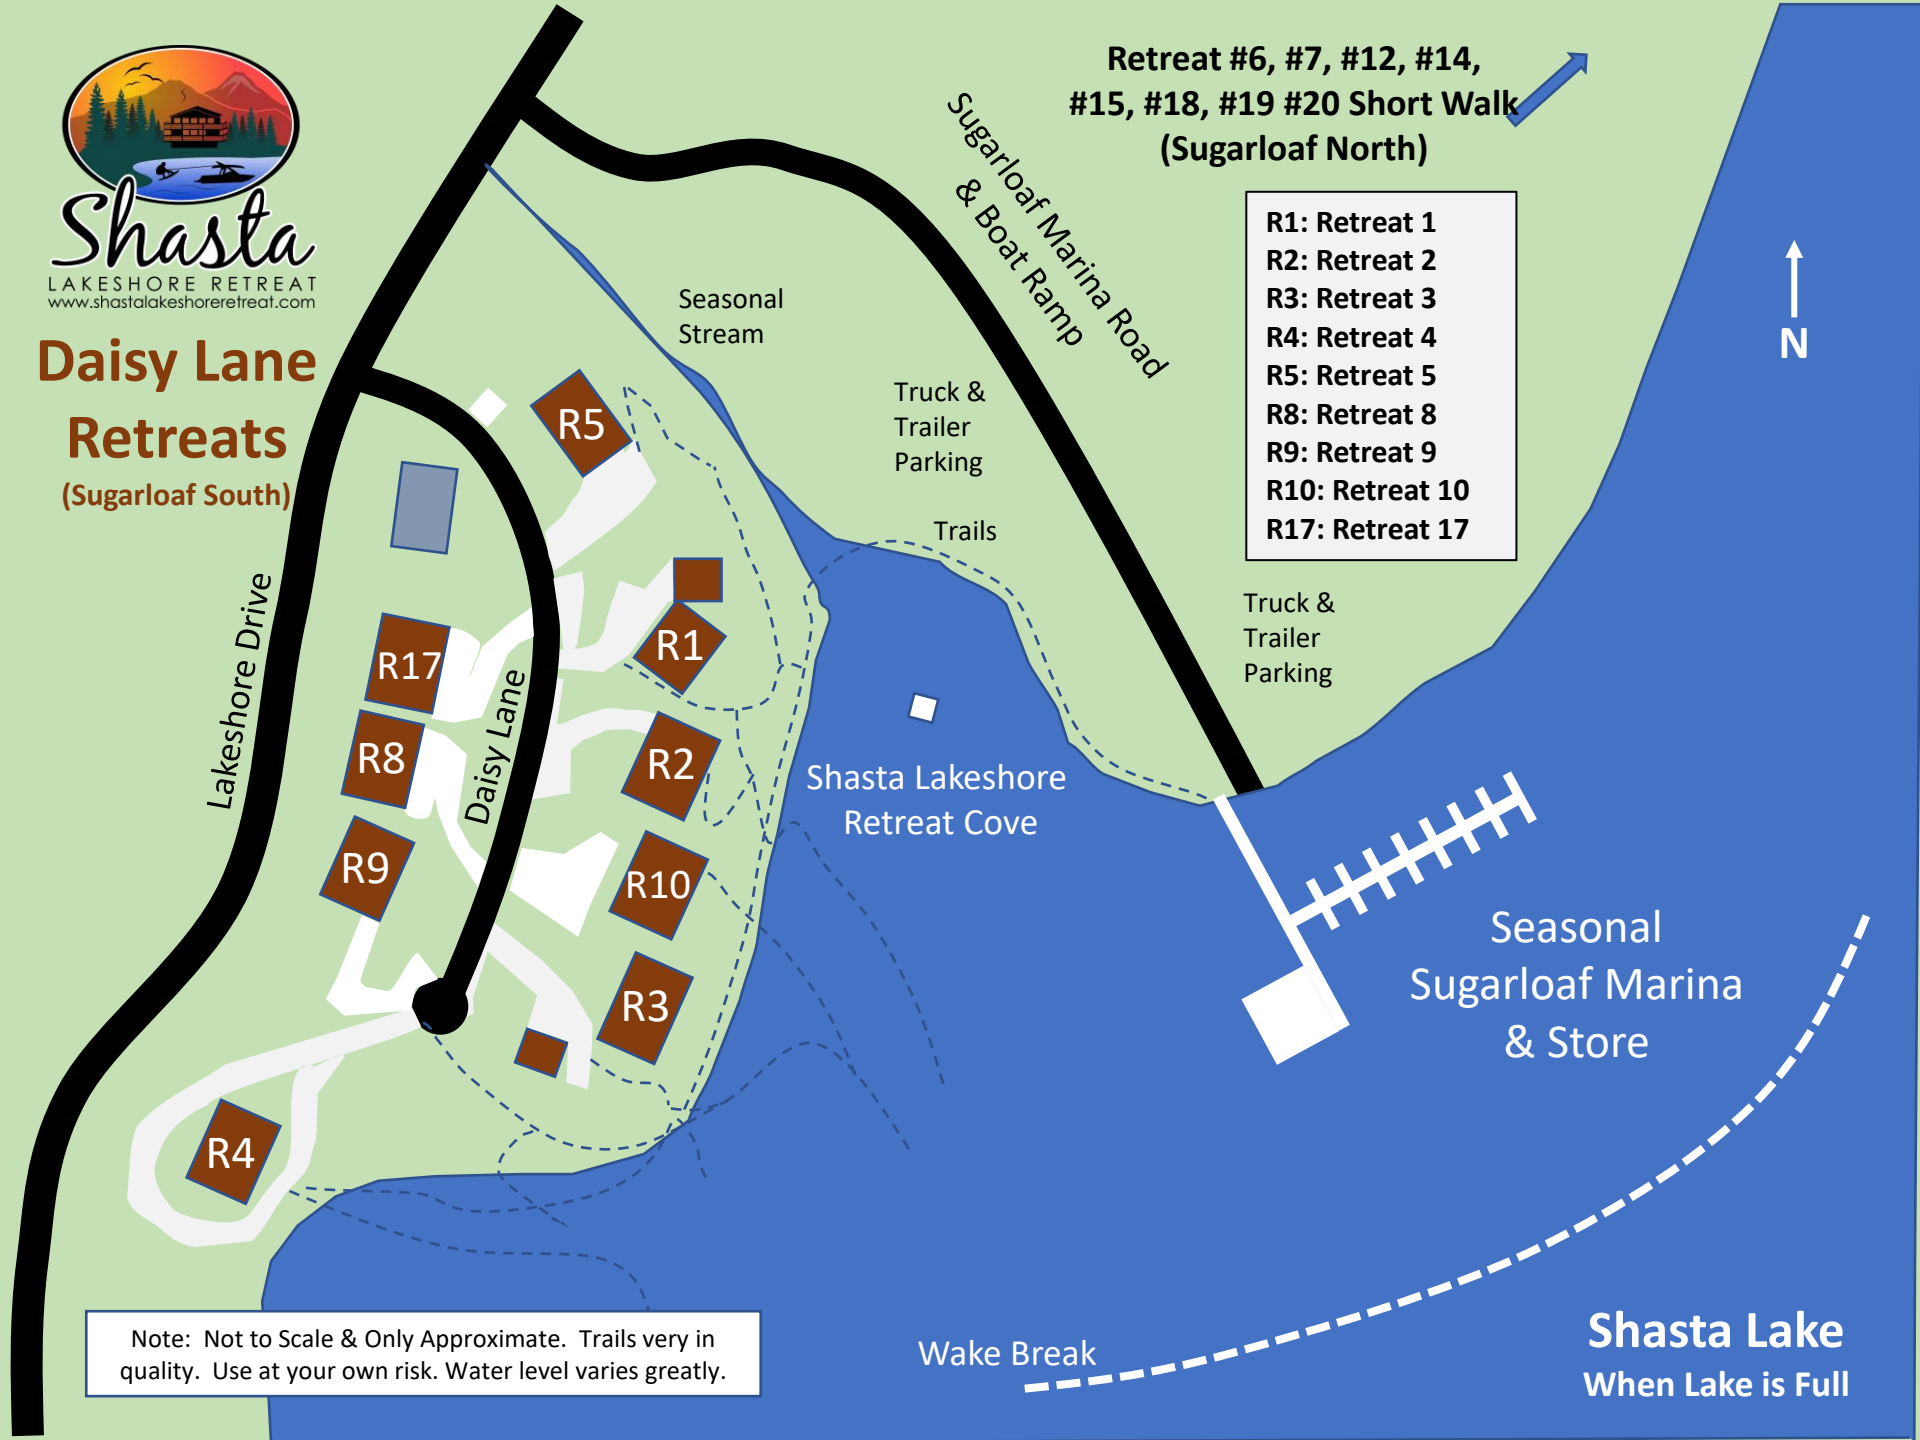 Shasta
LAKESHORE RETREAT
www.shastalakeshoreretreat.com
Daisy Lane
Retreats
(Sugarloaf South)
Retreat #6, #7, #12, #14,
#15, #18, #19 #20 Short Walk
(Sugarloaf North)
Sugarloaf Marina Road
& Boat Ramp
R1: Retreat 1
R2: Retreat 2
R3: Retreat 3
R4: Retreat 4
R5: Retreat 5
R8: Retreat 8
R9: Retreat 9
R10: Retreat 10
R17: Retreat 17
N
Seasonal
Stream
Truck &
Trailer
Parking
Trails
Truck &
Trailer
Parking
Lakeshore Drive
Daisy Lane
R5
R1
R17
R2
R8
R9
R10
R3
R4
Shasta Lakeshore
Retreat Cove
Seasonal
Sugarloaf Marina
& Store
Wake Break
Shasta Lake
When Lake is Full
Note:  Not to Scale & Only Approximate.  Trails very in
quality.  Use at your own risk. Water level varies greatly.